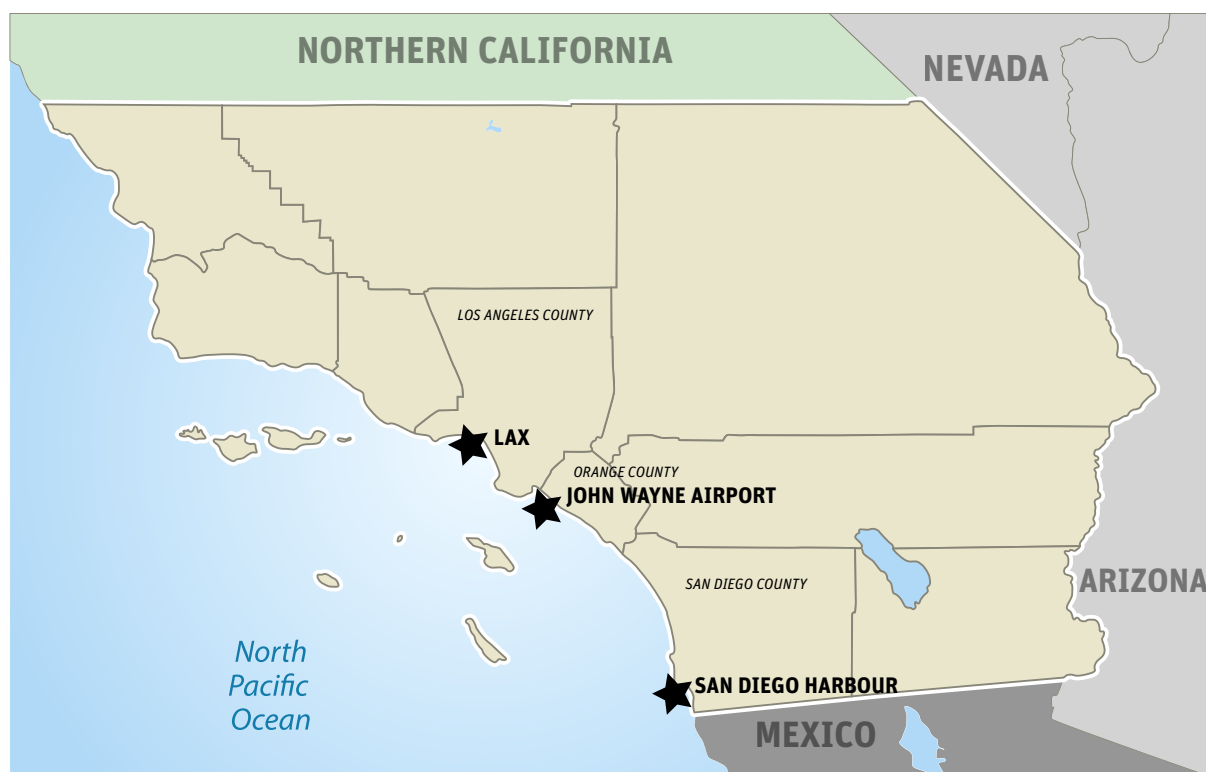 NORTHERN CALIFORNIA
NEVADA
LOS ANGELES COUNTY
LAX
ORANGE COUNTY
JOHN WAYNE AIRPORT
ARIZONA
SAN DIEGO COUNTY
North
Pacific
Ocean
SAN DIEGO HARBOUR
MEXICO